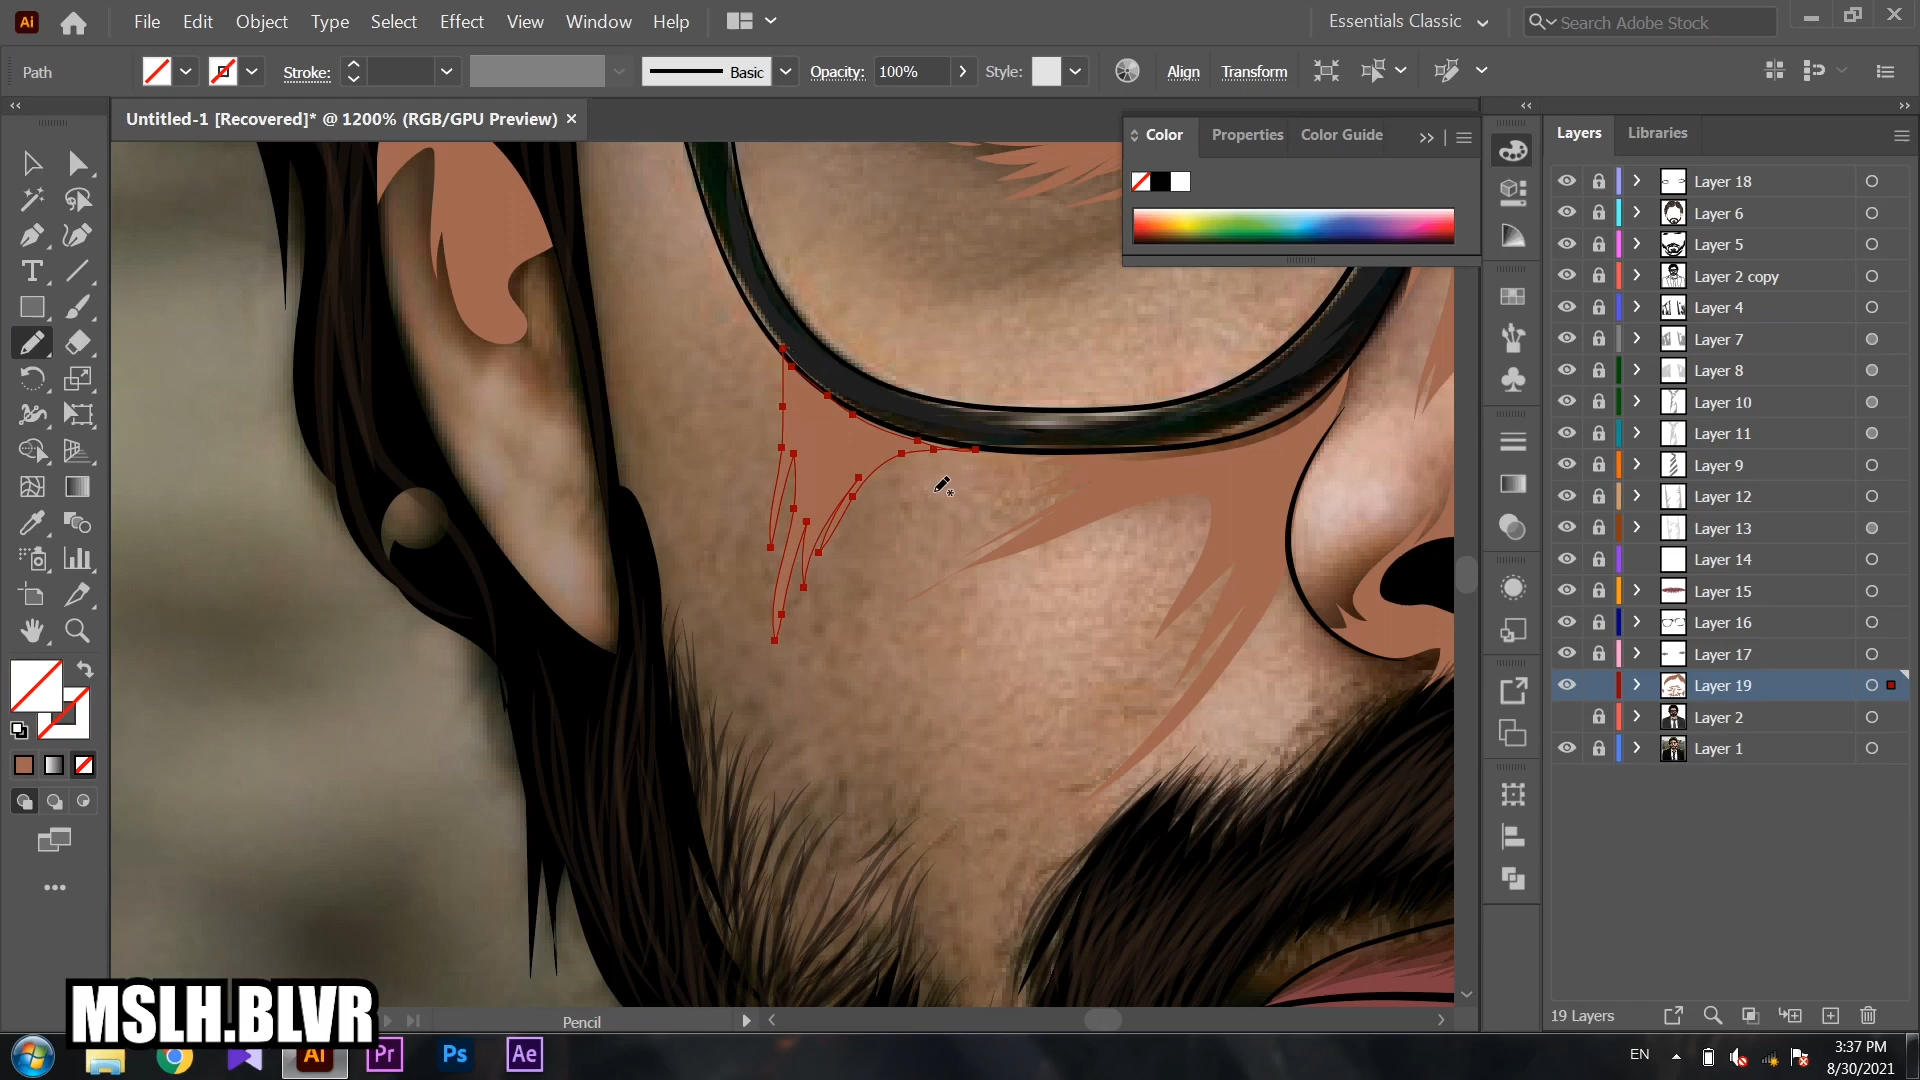 Ai File Edit Object Type Select Effect View Window Help Essentials Classic Search Adobe Stock
Path Stroke: Basic Opacity: 100% Style: Align Transform
Untitled-1 [Recovered]* @ 1200% (RGB/GPU Preview) ×
Color Properties Color Guide
Layers Libraries
Layer 18
Layer 6
Layer 5
Layer 2 copy
Layer 4
Layer 7
Layer 8
Layer 10
Layer 11
Layer 9
Layer 12
Layer 13
Layer 14
Layer 15
Layer 16
Layer 17
Layer 19
Layer 2
Layer 1
19 Layers
MSLH.BLVR
Pencil
Ai Pr Ps Ae
EN
3:37 PM
8/30/2021